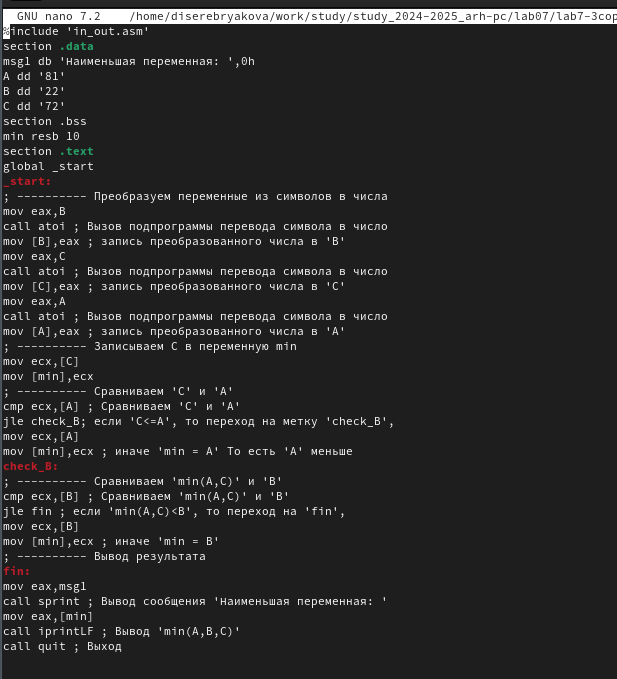 GNU nano 7.2 /home/diserebryakova/work/study/study_2024-2025_arh-pc/lab07/lab7-3cop
%include 'in_out.asm'
section .data
msg1 db 'Наименьшая переменная: ',0h
A dd '81'
B dd '22'
C dd '72'
section .bss
min resb 10
section .text
global _start
_start:
; ---------- Преобразуем переменные из символов в числа
mov eax,B
call atoi ; Вызов подпрограммы перевода символа в число
mov [B],eax ; запись преобразованного числа в 'B'
mov eax,C
call atoi ; Вызов подпрограммы перевода символа в число
mov [C],eax ; запись преобразованного числа в 'C'
mov eax,A
call atoi ; Вызов подпрограммы перевода символа в число
mov [A],eax ; запись преобразованного числа в 'A'
; ---------- Записываем C в переменную min
mov ecx,[C]
mov [min],ecx
; ---------- Сравниваем 'C' и 'A'
cmp ecx,[A] ; Сравниваем 'C' и 'A'
jle check_B; если 'C<=A', то переход на метку 'check_B',
mov ecx,[A]
mov [min],ecx ; иначе 'min = A' То есть 'A' меньше
check_B:
; ---------- Сравниваем 'min(A,C)' и 'B'
cmp ecx,[B] ; Сравниваем 'min(A,C)' и 'B'
jle fin ; если 'min(A,C)<B', то переход на 'fin',
mov ecx,[B]
mov [min],ecx ; иначе 'min = B'
; ---------- Вывод результата
fin:
mov eax,msg1
call sprint ; Вывод сообщения 'Наименьшая переменная: '
mov eax,[min]
call iprintLF ; Вывод 'min(A,B,C)'
call quit ; Выход